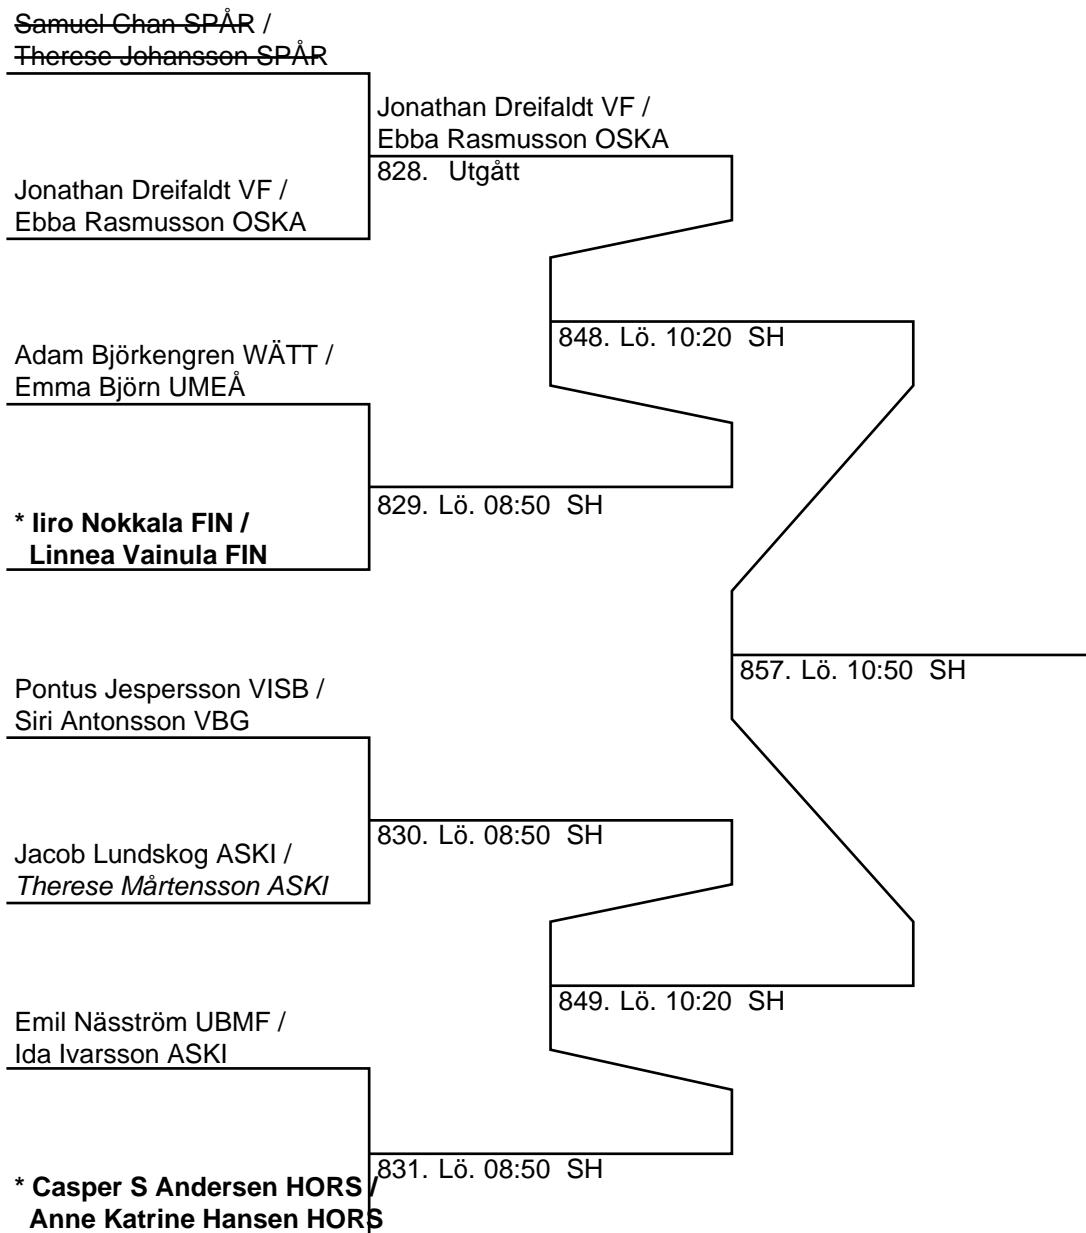 Samuel Chan SPÅR /
Therese Johansson SPÅR
Jonathan Dreifaldt VF /
Ebba Rasmusson OSKA
828. Utgått
Jonathan Dreifaldt VF /
Ebba Rasmusson OSKA
848. Lö. 10:20 SH
Adam Björkengren WÄTT /
Emma Björn UMEÅ
829. Lö. 08:50 SH
* Iiro Nokkala FIN /
Linnea Vainula FIN
857. Lö. 10:50 SH
Pontus Jespersson VISB /
Siri Antonsson VBG
830. Lö. 08:50 SH
Jacob Lundskog ASKI /
Therese Mårtensson ASKI
849. Lö. 10:20 SH
Emil Näsström UBMF /
Ida Ivarsson ASKI
831. Lö. 08:50 SH
* Casper S Andersen HORS /
Anne Katrine Hansen HORS